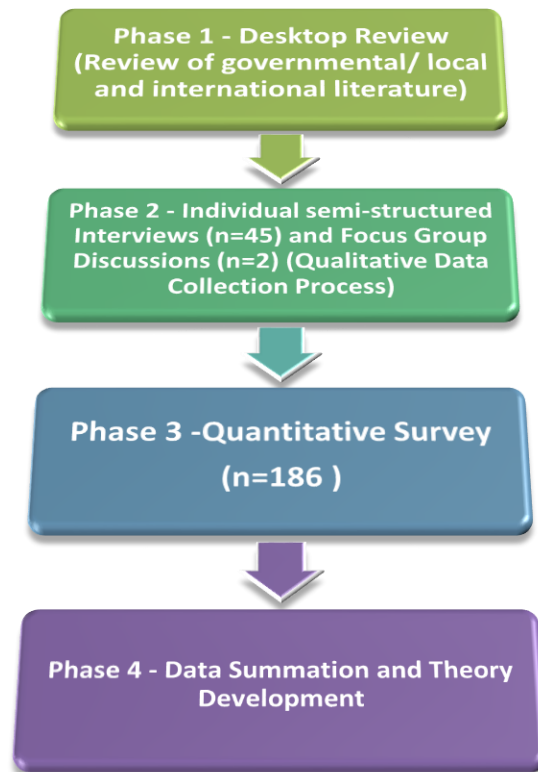 Phase 1 - Desktop Review
(Review of governmental/ local
and international literature)
Phase 2 - Individual semi-structured
Interviews (n=45) and Focus Group
Discussions (n=2) (Qualitative Data
Collection Process)
Phase 3 -Quantitative Survey
(n=186 )
Phase 4 - Data Summation and Theory
Development